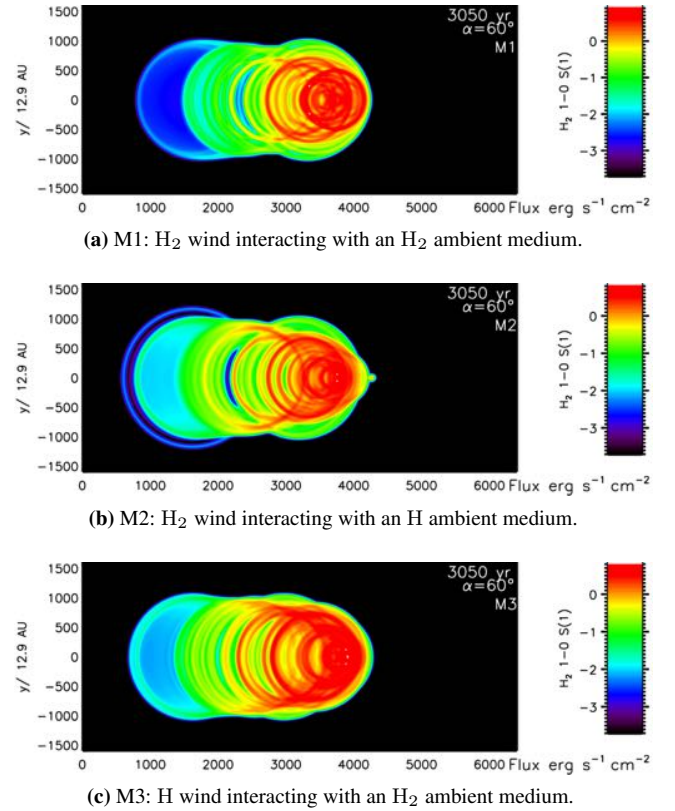 1500
1000
500
0
−500
−1000
−1500
y/ 12.9 AU
3050 yr
α=60°
M1
0
−1
−2
−3
H₂ 1−0 S(1)
0 1000 2000 3000 4000 5000 6000 Flux erg s⁻¹ cm⁻²
(a) M1: H₂ wind interacting with an H₂ ambient medium.
1500
1000
500
0
−500
−1000
−1500
y/ 12.9 AU
3050 yr
α=60°
M2
0
−1
−2
−3
H₂ 1−0 S(1)
0 1000 2000 3000 4000 5000 6000 Flux erg s⁻¹ cm⁻²
(b) M2: H₂ wind interacting with an H ambient medium.
1500
1000
500
0
−500
−1000
−1500
y/ 12.9 AU
3050 yr
α=60°
M3
0
−1
−2
−3
H₂ 1−0 S(1)
0 1000 2000 3000 4000 5000 6000 Flux erg s⁻¹ cm⁻²
(c) M3: H wind interacting with an H₂ ambient medium.